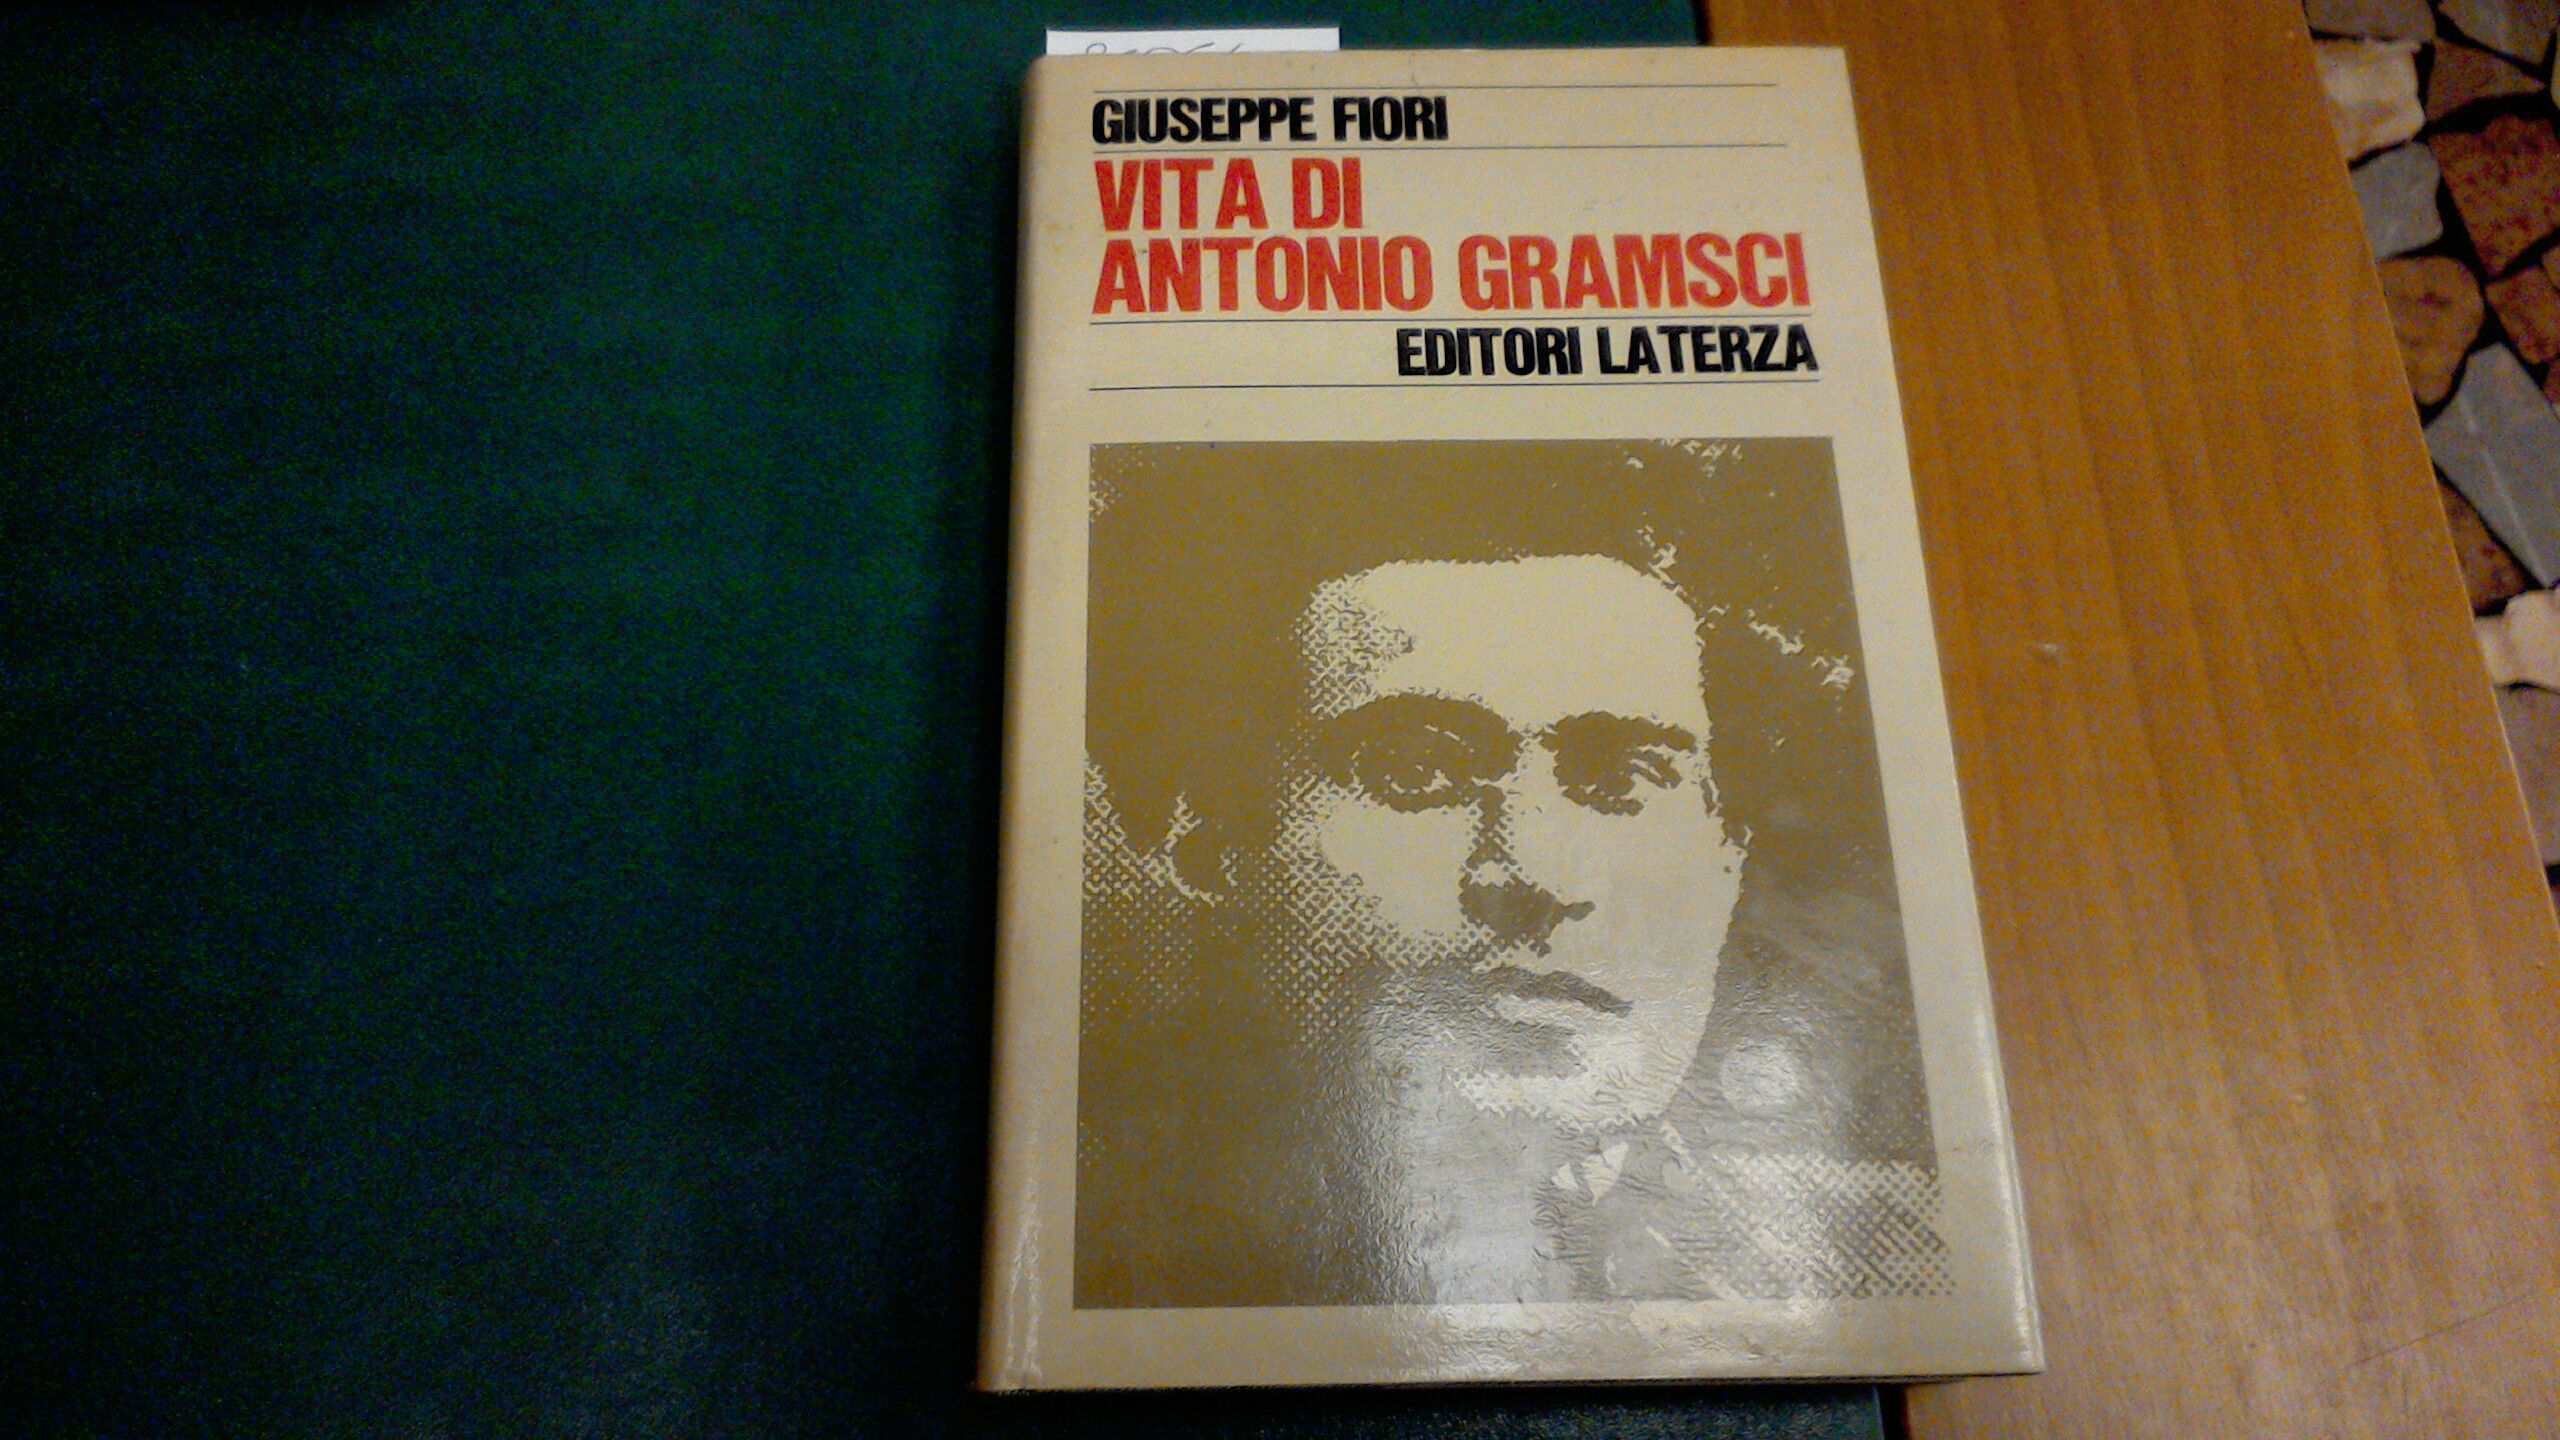 GIUSEPPE FIORI
VITA DI
ANTONIO GRAMSCI
EDITORI LATERZA